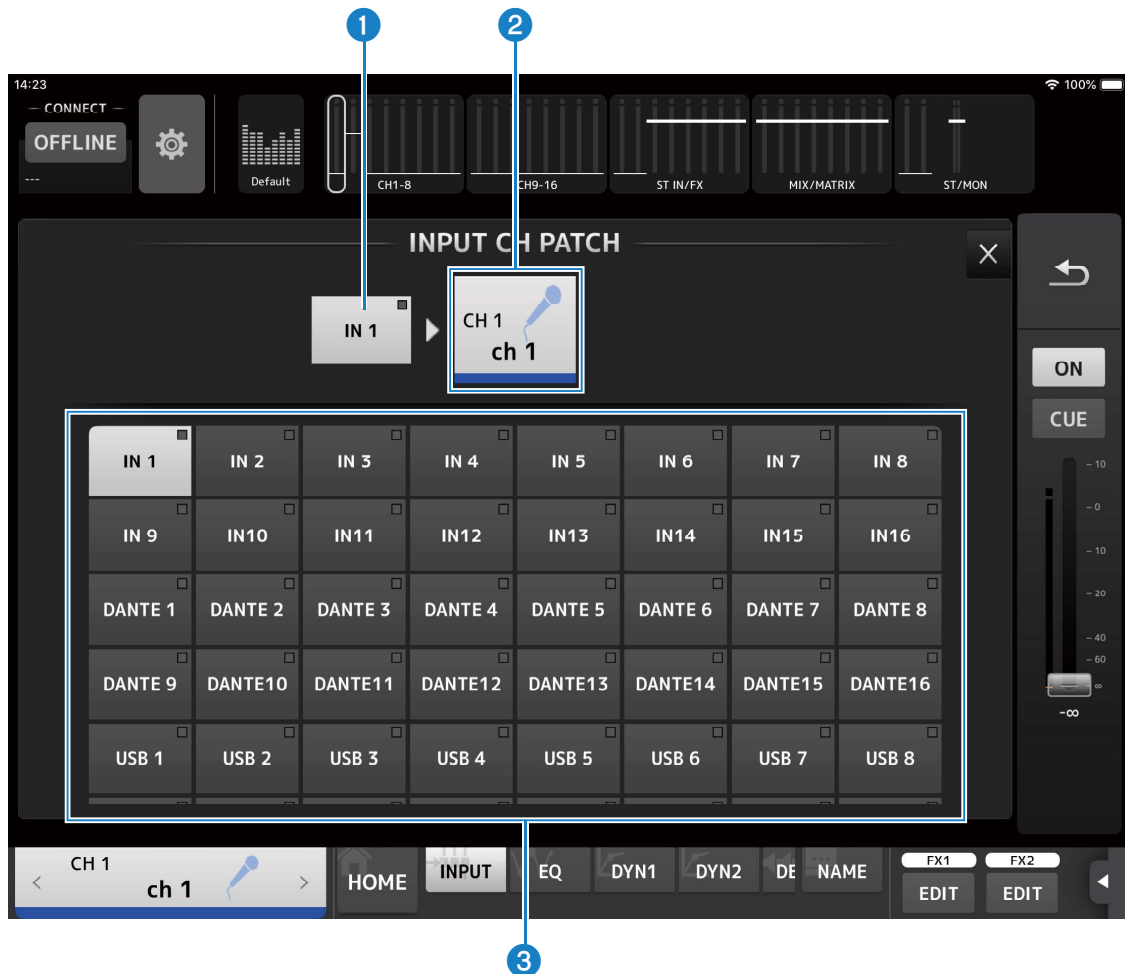 1 2
14:23 100%
CONNECT
OFFLINE
---
Default
CH1-8 CH9-16 ST IN/FX MIX/MATRIX ST/MON
INPUT CH PATCH
IN 1
CH 1
ch 1
ON
CUE
IN 1 IN 2 IN 3 IN 4 IN 5 IN 6 IN 7 IN 8
IN 9 IN10 IN11 IN12 IN13 IN14 IN15 IN16
DANTE 1 DANTE 2 DANTE 3 DANTE 4 DANTE 5 DANTE 6 DANTE 7 DANTE 8
DANTE 9 DANTE10 DANTE11 DANTE12 DANTE13 DANTE14 DANTE15 DANTE16
USB 1 USB 2 USB 3 USB 4 USB 5 USB 6 USB 7 USB 8
10
0
10
20
40
60
∞
-∞
CH 1
ch 1
HOME INPUT EQ DYN1 DYN2 DE NAME
FX1 FX2
EDIT EDIT
3